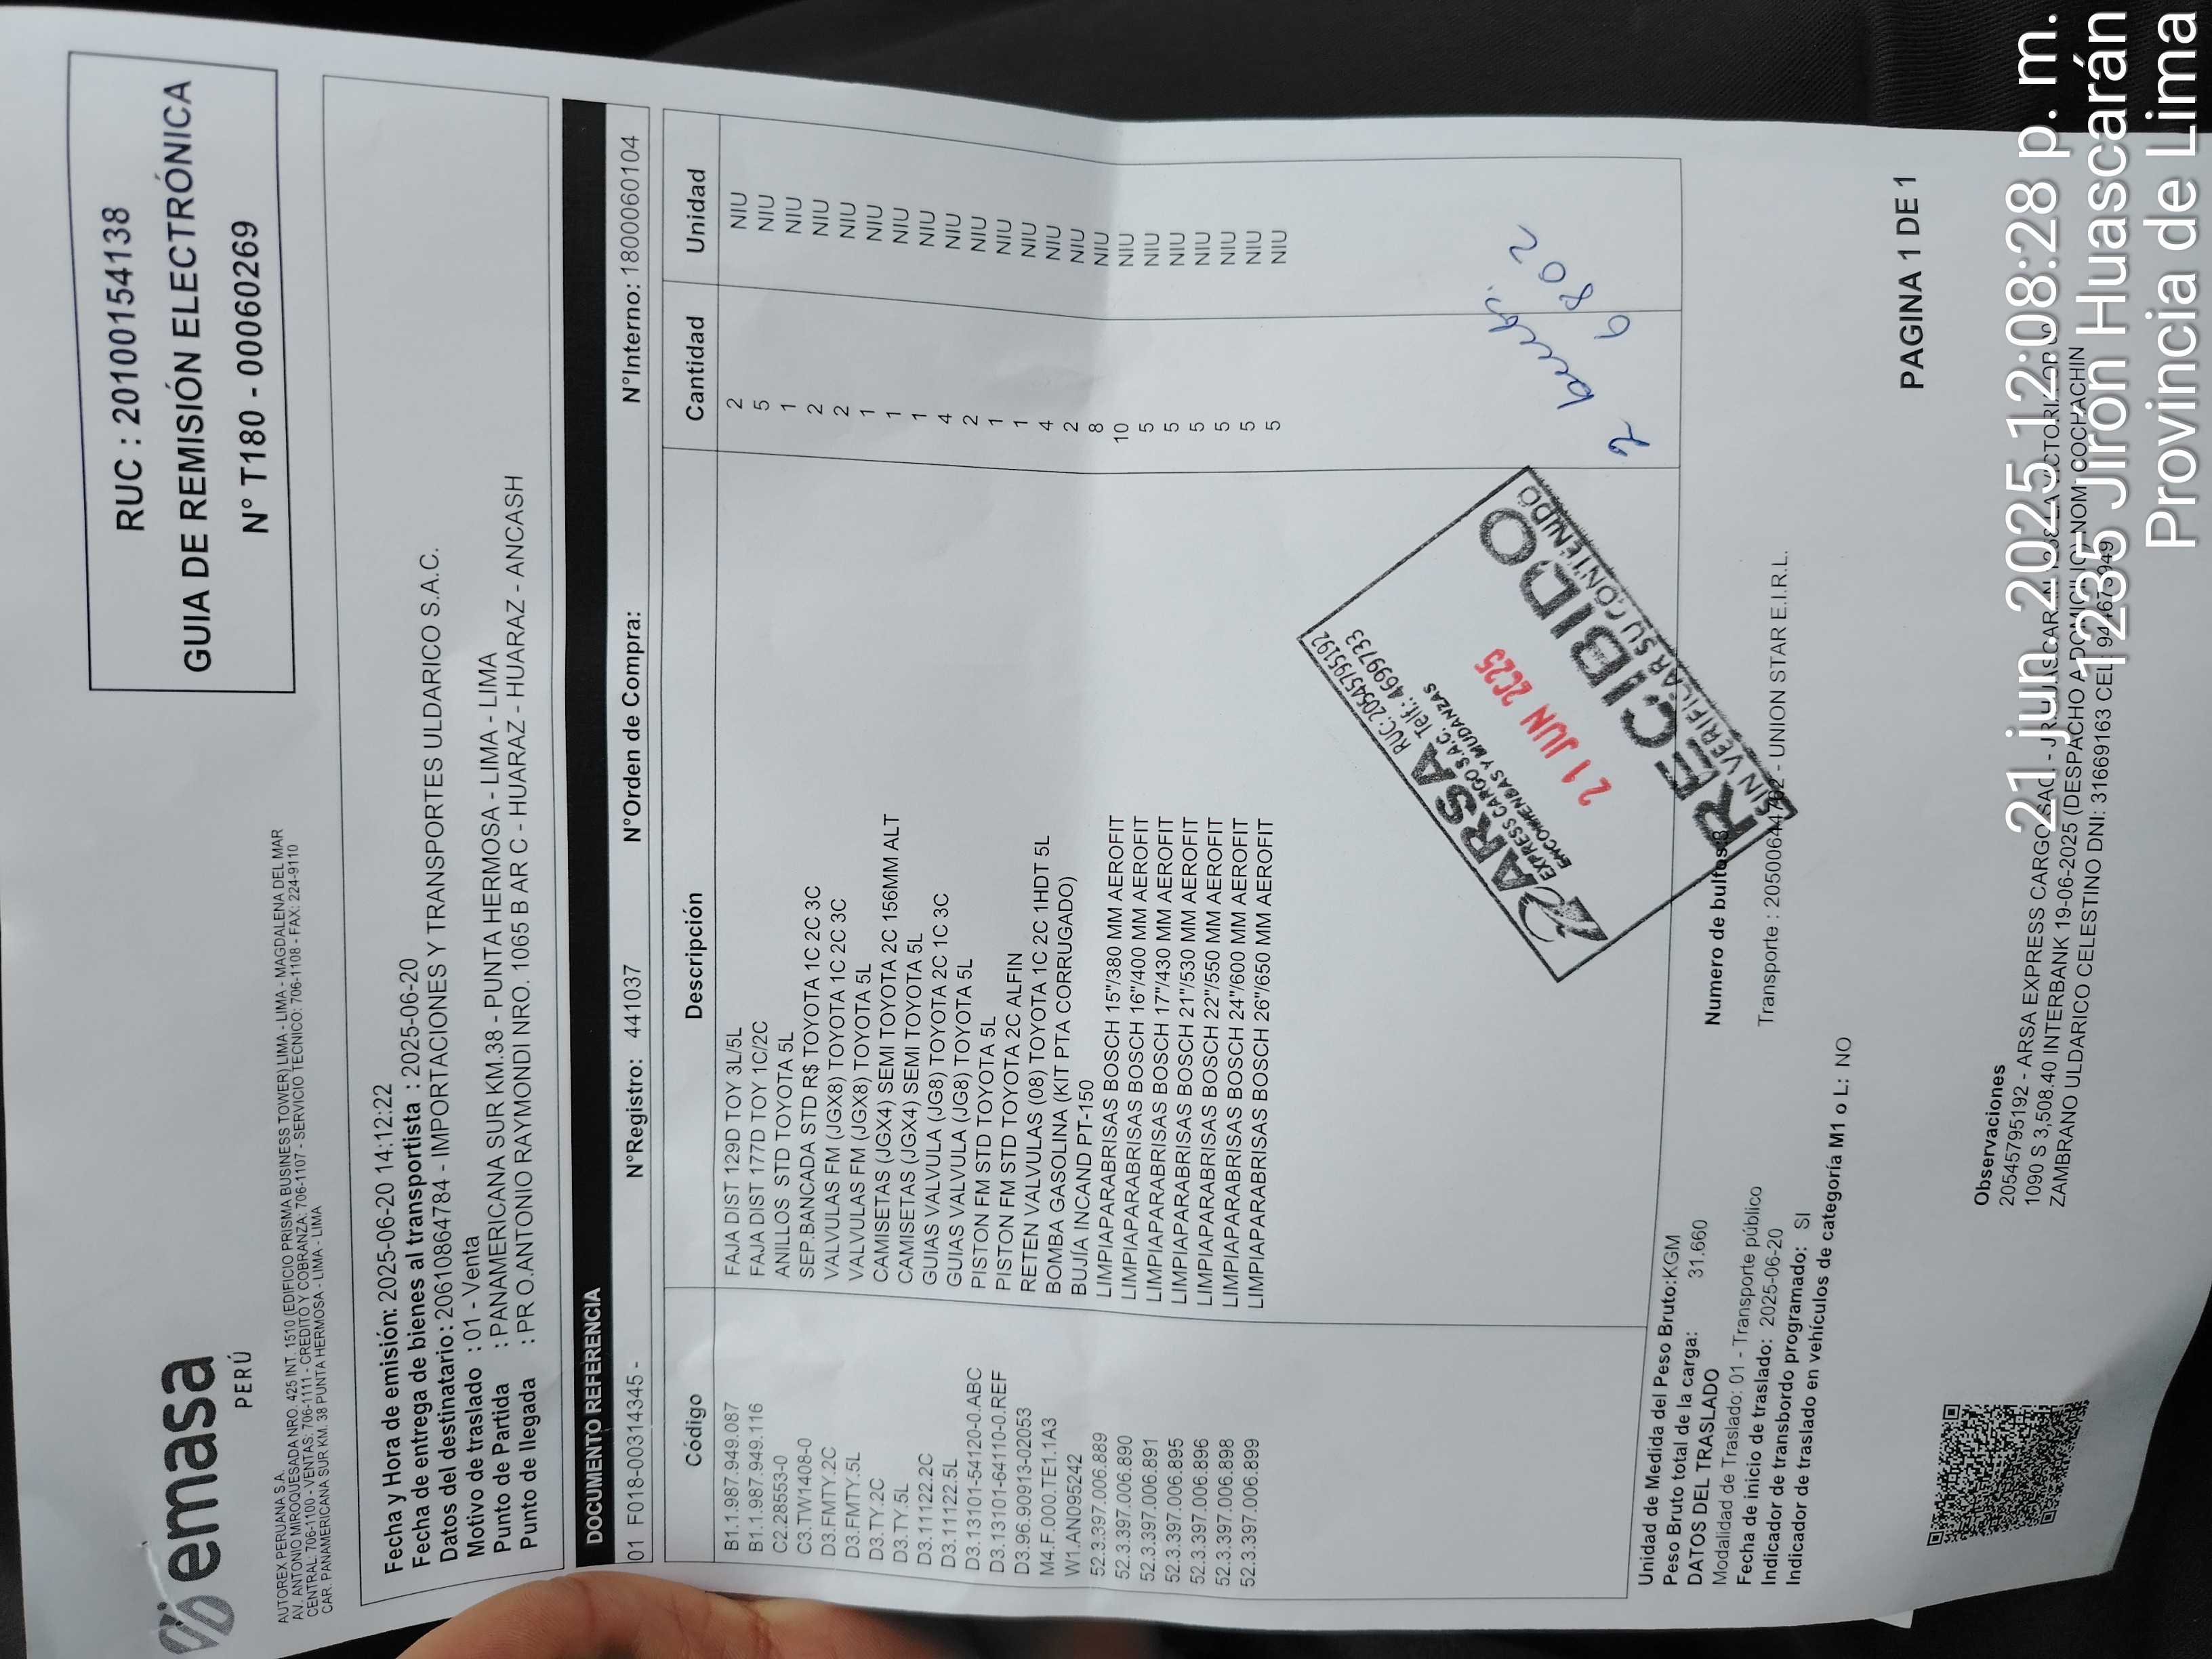 emasa
PERÚ
RUC : 20100154138
GUIA DE REMISIÓN ELECTRÓNICA
N° T180 - 00060269
AUTOREX PERUANA S.A.
AV. ANTONIO MIROQUESADA NRO. 425 INT. 1510 (EDIFICIO PRISMA BUSINESS TOWER) LIMA - LIMA - MAGDALENA DEL MAR
CENTRAL: 706-1100 - VENTAS: 706-1111 - CREDITO Y COBRANZA: 706-1107 - SERVICIO TECNICO: 706-1108 - FAX: 224-9110
CAR. PANAMERICANA SUR KM. 38 PUNTA HERMOSA - LIMA - LIMA
Fecha y Hora de emisión: 2025-06-20 14:12:22
Fecha de entrega de bienes al transportista : 2025-06-20
Datos del destinatario: 20610864784 - IMPORTACIONES Y TRANSPORTES ULDARICO S.A.C.
Motivo de traslado : 01 - Venta
Punto de Partida : PANAMERICANA SUR KM.38 - PUNTA HERMOSA - LIMA - LIMA
Punto de llegada : PR O.ANTONIO RAYMONDI NRO. 1065 B AR C - HUARAZ - HUARAZ - ANCASH
DOCUMENTO REFERENCIA
01 F018-00314345 - N°Registro: 441037 N°Orden de Compra: N°Interno: 1800060104
Código Descripción Cantidad Unidad
B1.1.987.949.087 FAJA DIST 129D TOY 3L/5L 2 NIU
B1.1.987.949.116 FAJA DIST 177D TOY 1C/2C 5 NIU
C2.28553-0 ANILLOS STD TOYOTA 5L 1 NIU
C3.TW1408-0 SEP.BANCADA STD R$ TOYOTA 1C 2C 3C 2 NIU
D3.FMTY.2C VALVULAS FM (JGX8) TOYOTA 1C 2C 3C 2 NIU
D3.FMTY.5L VALVULAS FM (JGX8) TOYOTA 5L 1 NIU
D3.TY.2C CAMISETAS (JGX4) SEMI TOYOTA 2C 156MM ALT 1 NIU
D3.TY.5L CAMISETAS (JGX4) SEMI TOYOTA 5L 1 NIU
D3.11122.2C GUIAS VALVULA (JG8) TOYOTA 2C 1C 3C 4 NIU
D3.11122.5L GUIAS VALVULA (JG8) TOYOTA 5L 2 NIU
D3.13101-54120-0.ABC PISTON FM STD TOYOTA 5L 1 NIU
D3.13101-64110-0.REF PISTON FM STD TOYOTA 2C ALFIN 1 NIU
D3.96.90913-02053 RETEN VALVULAS (08) TOYOTA 1C 2C 1HDT 5L 4 NIU
M4.F.000.TE1.1A3 BOMBA GASOLINA (KIT PTA CORRUGADO) 2 NIU
W1.AN095242 BUJÍA INCAND PT-150 8 NIU
52.3.397.006.889 LIMPIAPARABRISAS BOSCH 15"/380 MM AEROFIT 10 NIU
52.3.397.006.890 LIMPIAPARABRISAS BOSCH 16"/400 MM AEROFIT 5 NIU
52.3.397.006.891 LIMPIAPARABRISAS BOSCH 17"/430 MM AEROFIT 5 NIU
52.3.397.006.895 LIMPIAPARABRISAS BOSCH 21"/530 MM AEROFIT 5 NIU
52.3.397.006.896 LIMPIAPARABRISAS BOSCH 22"/550 MM AEROFIT 5 NIU
52.3.397.006.898 LIMPIAPARABRISAS BOSCH 24"/600 MM AEROFIT 5 NIU
52.3.397.006.899 LIMPIAPARABRISAS BOSCH 26"/650 MM AEROFIT 5 NIU
ARSA
RUC: 20545795192
EXPRESS CARGO S.A.C. Telf.: 4699733
ENCOMIENDAS Y MUDANZAS
21 JUN 2025
RECIBIDO
SIN VERIFICAR SU CONTENIDO
9802
Unidad de Medida del Peso Bruto:KGM
Peso Bruto total de la carga: 31.660
Numero de bultos:
DATOS DEL TRASLADO
Modalidad de Traslado: 01 - Transporte público
Transporte : 20500644762 - UNION STAR E.I.R.L.
Fecha de inicio de traslado: 2025-06-20
Indicador de transbordo programado: SI
Indicador de traslado en vehículos de categoría M1 o L: NO
PAGINA 1 DE 1
Observaciones
20545795192 - ARSA EXPRESS CARGO SAC
1090 S 3,508.40 INTERBANK 19-06-2025 (DESPACHO A DOMICILIO) NOM. COCHACHIN
ZAMBRANO ULDARICO CELESTINO DNI: 31669163 CEL:
21 jun. 2025 12:08:28 p. m.
1235 Jirón Huascarán
Provincia de Lima